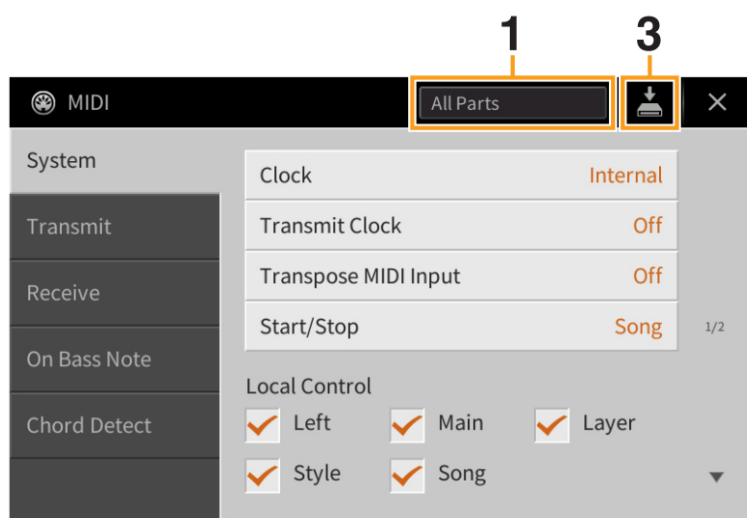 1 3
MIDI All Parts
System
Transmit
Receive
On Bass Note
Chord Detect
Clock Internal
Transmit Clock Off
Transpose MIDI Input Off
Start/Stop Song
1/2
Local Control
Left Main Layer
Style Song